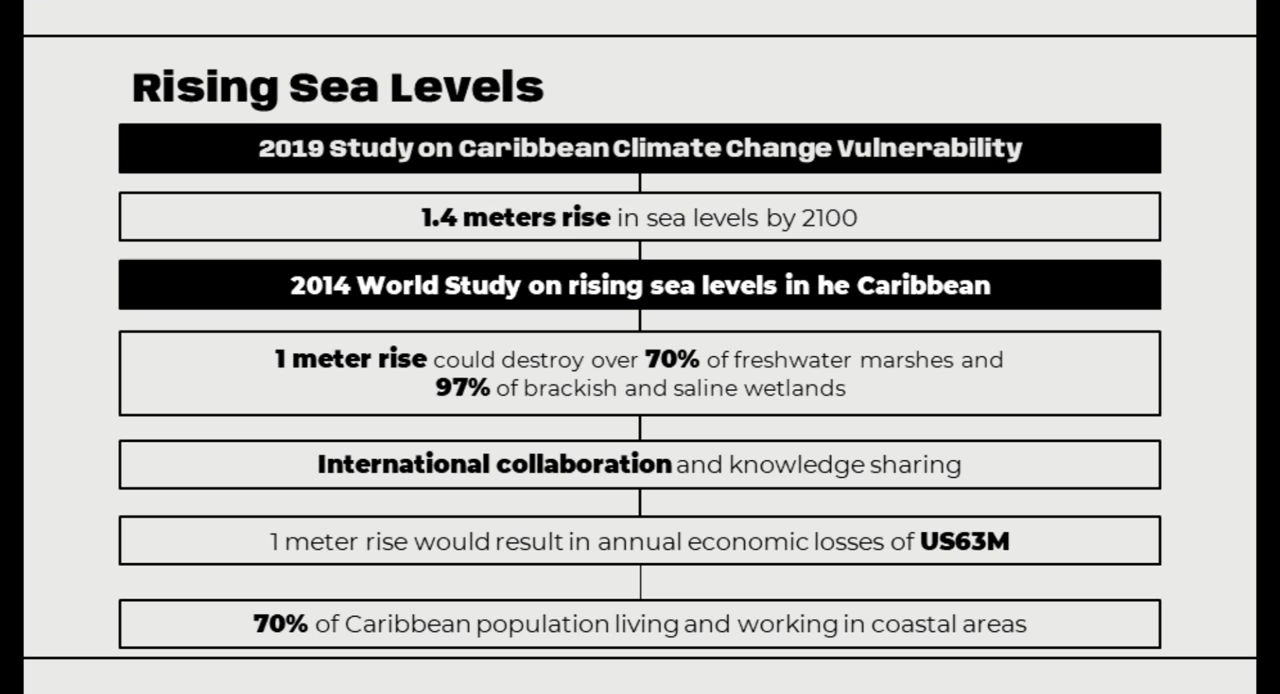 Rising Sea Levels
2019 Study on Caribbean Climate Change Vulnerability
1.4 meters rise in sea levels by 2100
2014 World Study on rising sea levels in he Caribbean
1 meter rise could destroy over 70% of freshwater marshes and
97% of brackish and saline wetlands
International collaboration and knowledge sharing
1 meter rise would result in annual economic losses of US63M
70% of Caribbean population living and working in coastal areas